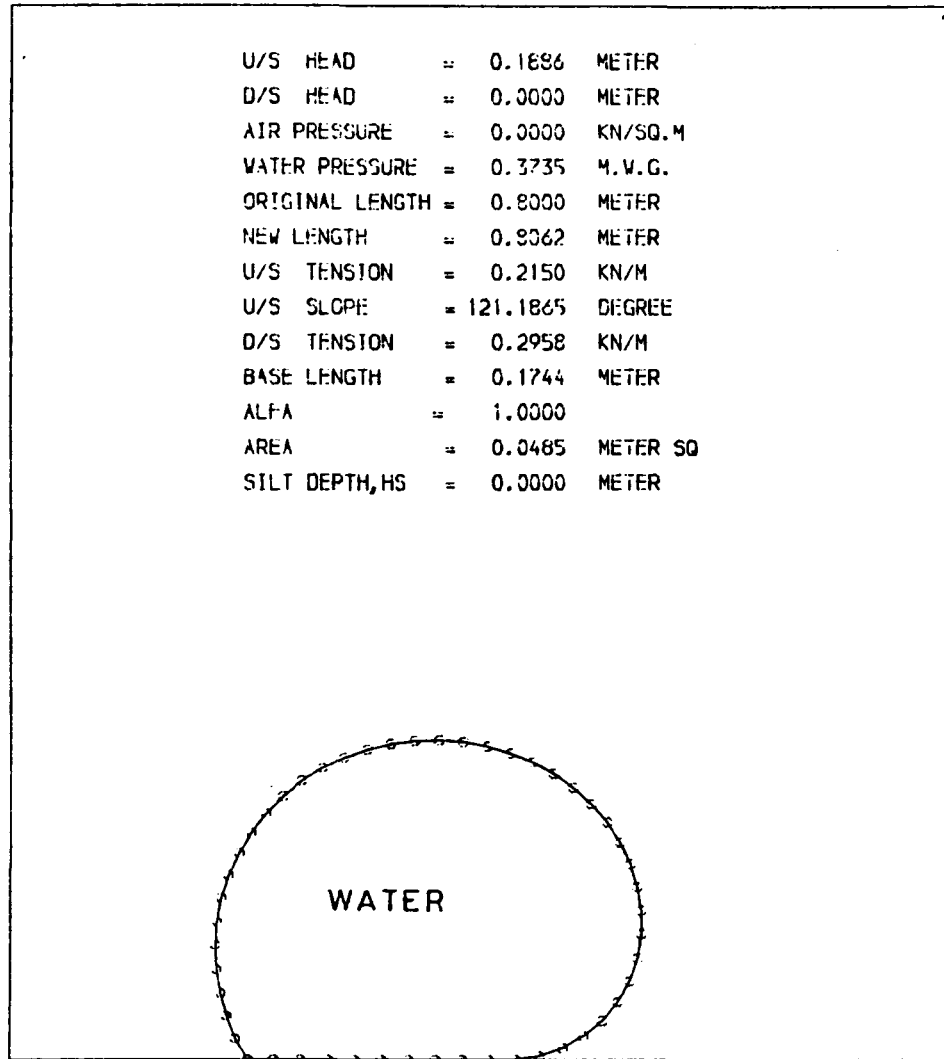 U/S HEAD = 0.1886 METER
D/S HEAD = 0.0000 METER
AIR PRESSURE = 0.0000 KN/SQ.M
WATER PRESSURE = 0.3735 M.W.G.
ORIGINAL LENGTH = 0.8000 METER
NEW LENGTH = 0.8062 METER
U/S TENSION = 0.2150 KN/M
U/S SLOPE = 121.1865 DEGREE
D/S TENSION = 0.2958 KN/M
BASE LENGTH = 0.1744 METER
ALFA = 1.0000
AREA = 0.0485 METER SQ
SILT DEPTH,HS = 0.0000 METER
WATER